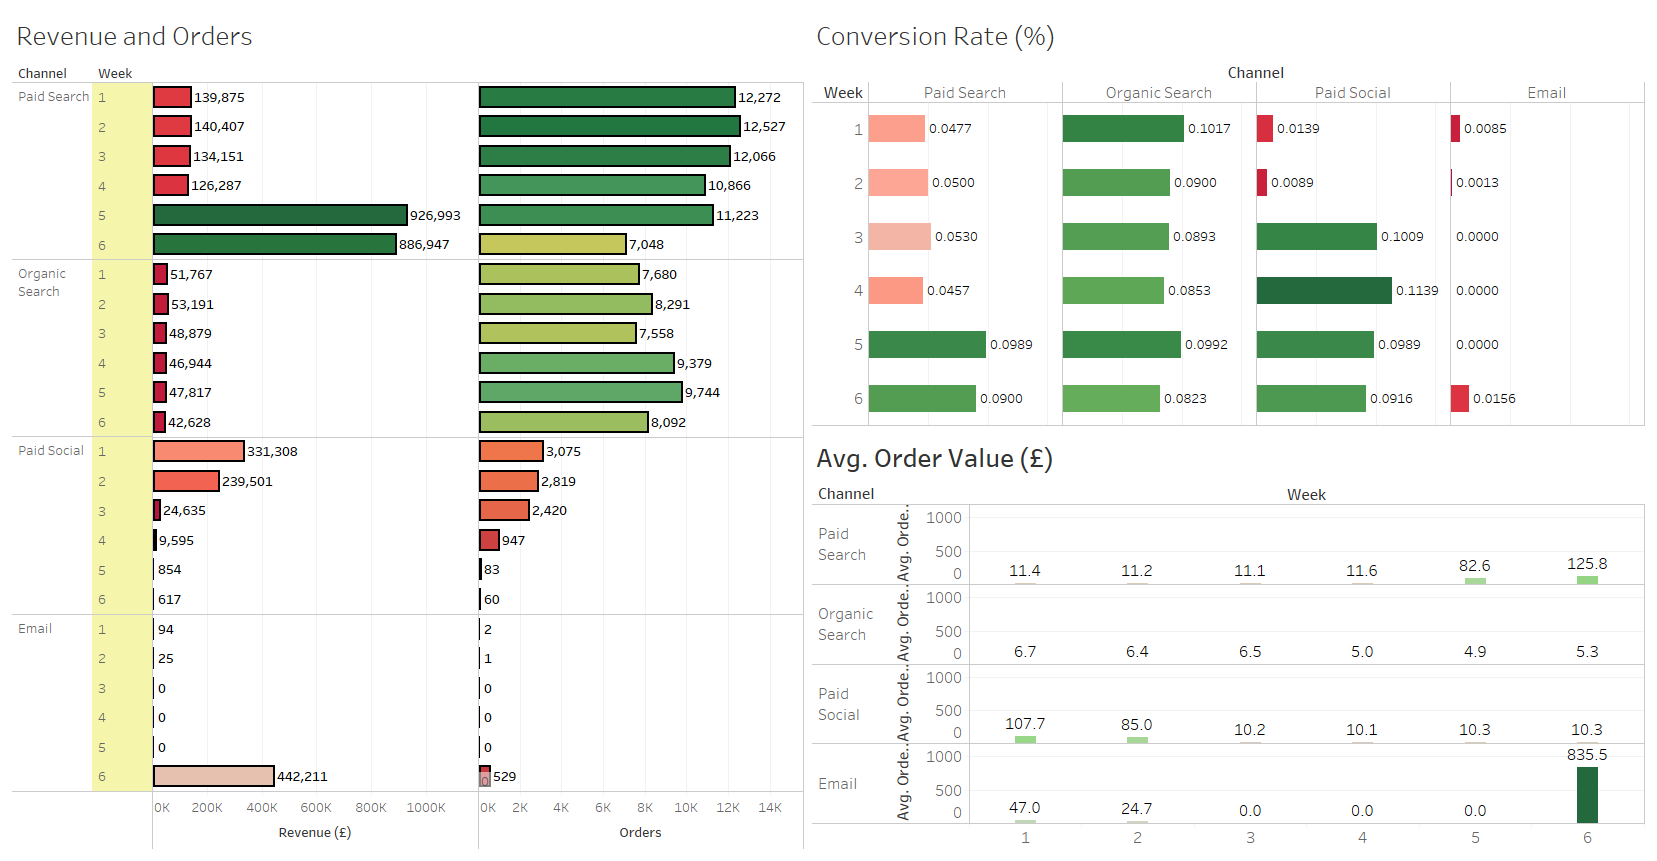 Revenue and Orders
Channel Week
Paid Search 1 139,875 12,272
2 140,407 12,527
3 134,151 12,066
4 126,287 10,866
5 926,993 11,223
6 886,947 7,048
Organic Search 1 51,767 7,680
2 53,191 8,291
3 48,879 7,558
4 46,944 9,379
5 47,817 9,744
6 42,628 8,092
Paid Social 1 331,308 3,075
2 239,501 2,819
3 24,635 2,420
4 9,595 947
5 854 83
6 617 60
Email 1 94 2
2 25 1
3 0 0
4 0 0
5 0 0
6 442,211 0 529
0K 200K 400K 600K 800K 1000K 0K 2K 4K 6K 8K 10K 12K 14K
Revenue (£) Orders
Conversion Rate (%)
Channel
Week Paid Search Organic Search Paid Social Email
1 0.0477 0.1017 0.0139 0.0085
2 0.0500 0.0900 0.0089 0.0013
3 0.0530 0.0893 0.1009 0.0000
4 0.0457 0.0853 0.1139 0.0000
5 0.0989 0.0992 0.0989 0.0000
6 0.0900 0.0823 0.0916 0.0156
Avg. Order Value (£)
Channel Week
Paid Search
Avg. Orde..
1000
500
0
11.4 11.2 11.1 11.6 82.6 125.8
Organic Search
Avg. Orde..
1000
500
0
6.7 6.4 6.5 5.0 4.9 5.3
Paid Social
Avg. Orde..
1000
500
0
107.7 85.0 10.2 10.1 10.3 10.3
Email
Avg. Orde..
1000
500
0
47.0 24.7 0.0 0.0 0.0 835.5
1 2 3 4 5 6